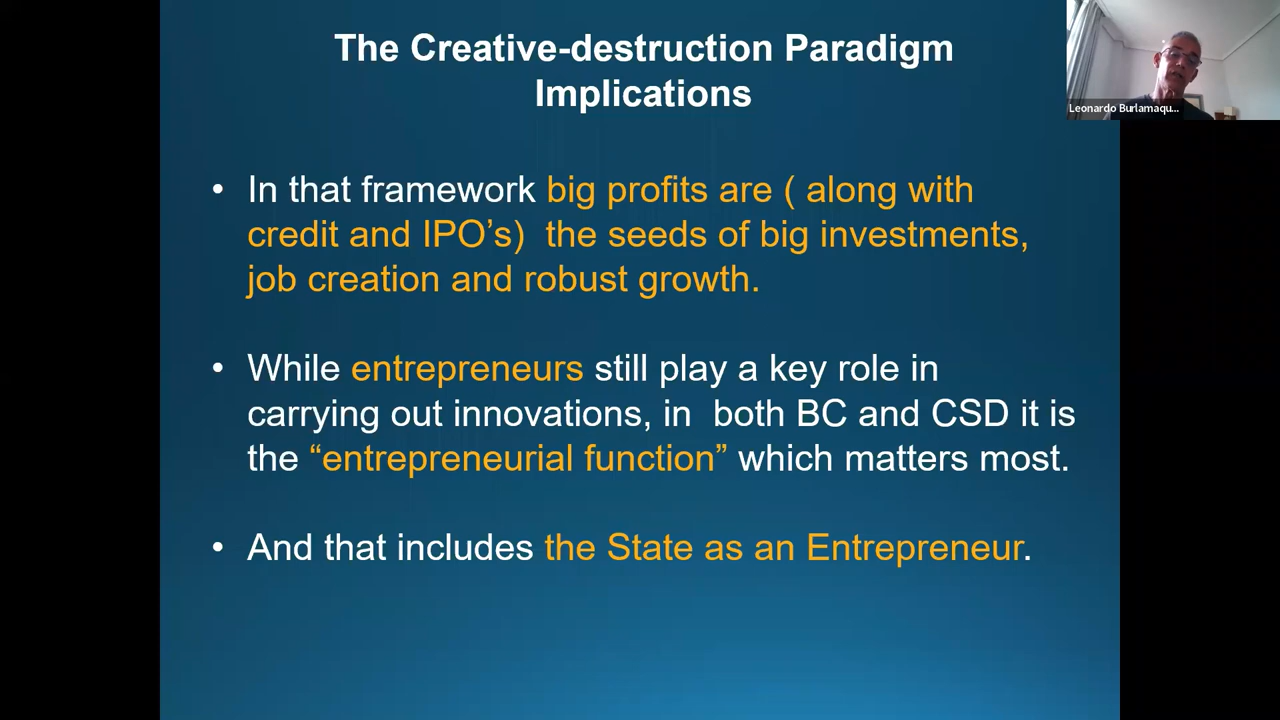 The Creative-destruction Paradigm
Implications
Leonardo Burlamaqu...
• In that framework big profits are ( along with
credit and IPO’s)  the seeds of big investments,
job creation and robust growth.
• While entrepreneurs still play a key role in
carrying out innovations, in  both BC and CSD it is
the “entrepreneurial function” which matters most.
• And that includes the State as an Entrepreneur.